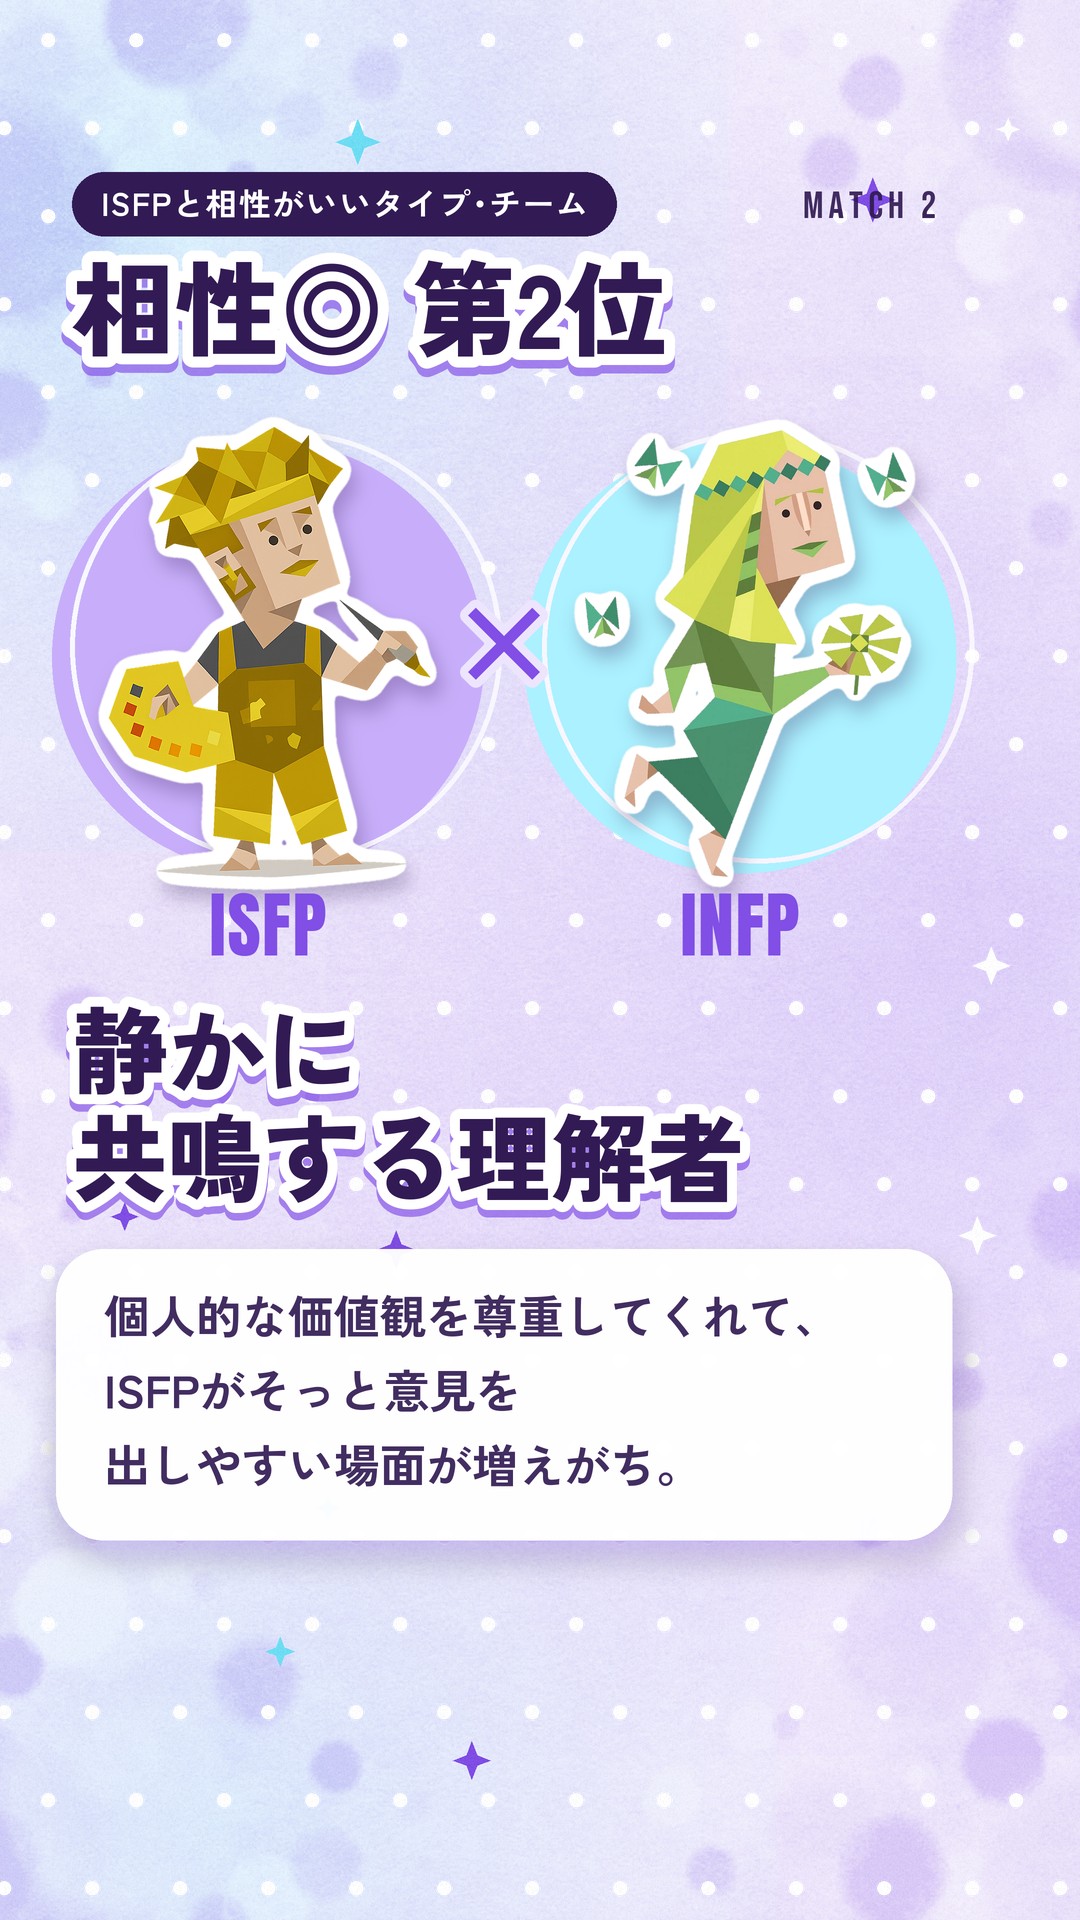 ISFPと相性がいいタイプ・チーム
MATCH 2
相性◎ 第2位
ISFP
INFP
静かに
共鳴する理解者
個人的な価値観を尊重してくれて、
ISFPがそっと意見を
出しやすい場面が増えがち。